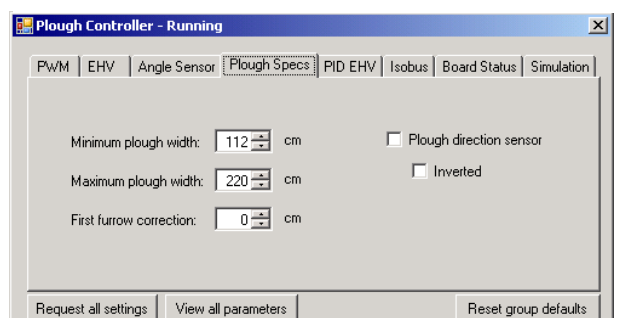 Plough Controller - Running
PWM EHV Angle Sensor Plough Specs PID EHV Isobus Board Status Simulation
Minimum plough width: 112 cm Plough direction sensor
Maximum plough width: 220 cm Inverted
First furrow correction: 0 cm
Request all settings View all parameters Reset group defaults